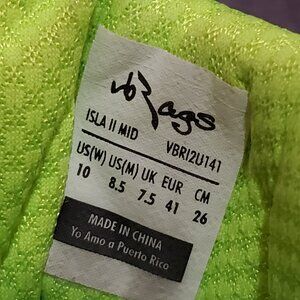 vbRags
ISLA II MID VBRI2U141
US(W) US(M) UK EUR CM
10 8.5 7.5 41 26
MADE IN CHINA
Yo Amo a Puerto Rico